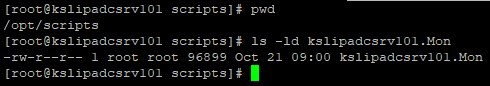 [root@kslipadcsrv101 scripts]# pwd
/opt/scripts
[root@kslipadcsrv101 scripts]# ls -ld kslipadcsrv101.Mon
-rw-r--r-- 1 root root 96899 Oct 21 09:00 kslipadcsrv101.Mon
[root@kslipadcsrv101 scripts]#